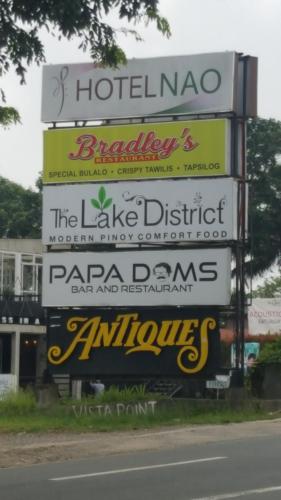 HOTEL NAO
Bradley's
RESTAURANT
SPECIAL BULALO • CRISPY TAWILIS • TAPSILOG
The Lake District
MODERN PINOY COMFORT FOOD
PAPA DOMS
BAR AND RESTAURANT
ANTIQUES
VISTA POINT